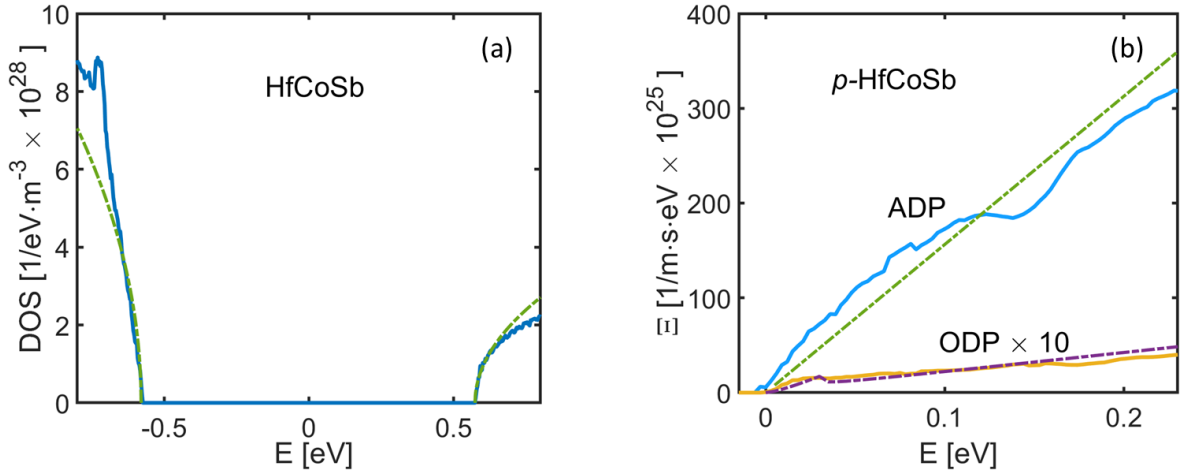 (a)
HfCoSb
DOS [1/eV·m⁻³ × 10²⁸]
10
8
6
4
2
0
-0.5
0
0.5
E [eV]
(b)
p-HfCoSb
ADP
ODP × 10
Ξ [1/m·s·eV × 10²⁵]
400
300
200
100
0
0
0.1
0.2
E [eV]